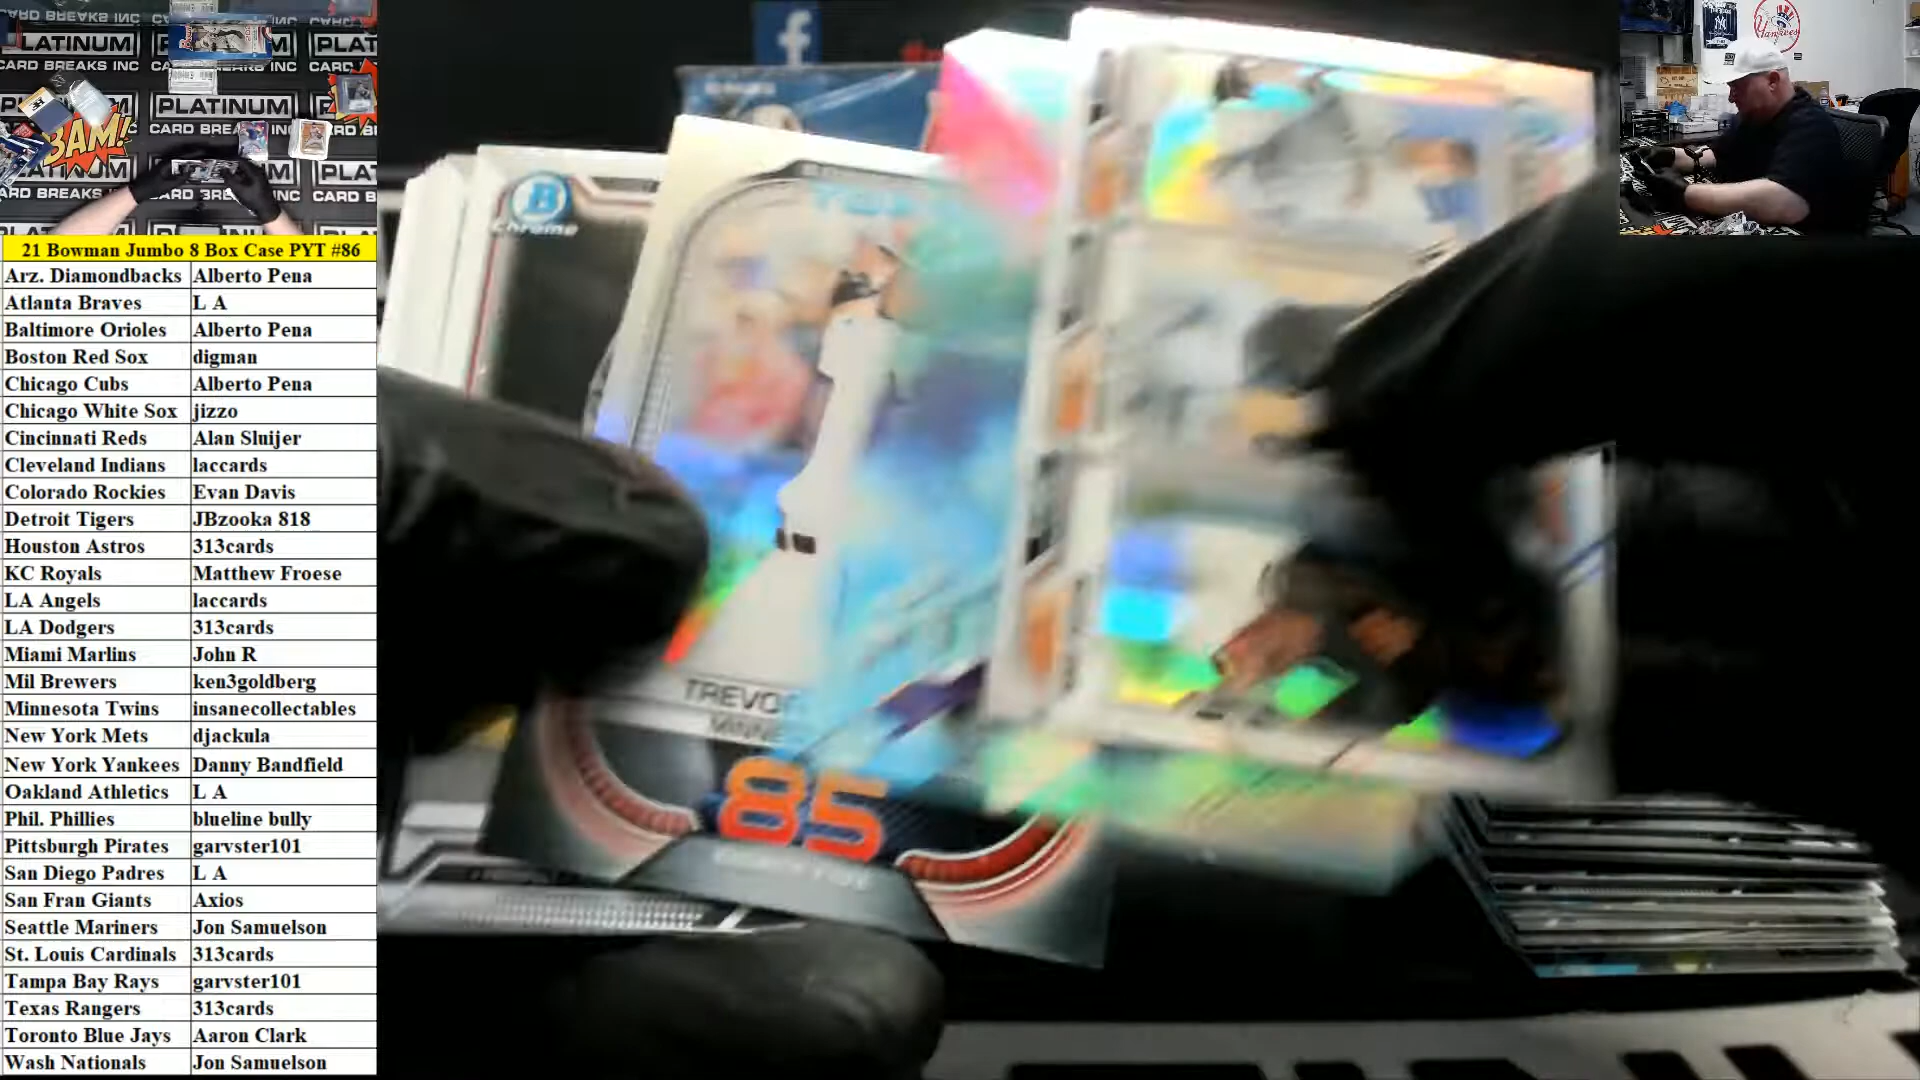 PLATINUM
CARD BREAKS INC
BAM!
21 Bowman Jumbo 8 Box Case PYT #86
Arz. Diamondbacks Alberto Pena
Atlanta Braves L A
Baltimore Orioles Alberto Pena
Boston Red Sox digman
Chicago Cubs Alberto Pena
Chicago White Sox jizzo
Cincinnati Reds Alan Sluijer
Cleveland Indians laccards
Colorado Rockies Evan Davis
Detroit Tigers JBzooka 818
Houston Astros 313cards
KC Royals Matthew Froese
LA Angels laccards
LA Dodgers 313cards
Miami Marlins John R
Mil Brewers ken3goldberg
Minnesota Twins insanecollectables
New York Mets djackula
New York Yankees Danny Bandfield
Oakland Athletics L A
Phil. Phillies blueline bully
Pittsburgh Pirates garvster101
San Diego Padres L A
San Fran Giants Axios
Seattle Mariners Jon Samuelson
St. Louis Cardinals 313cards
Tampa Bay Rays garvster101
Texas Rangers 313cards
Toronto Blue Jays Aaron Clark
Wash Nationals Jon Samuelson
B
chrome
TREVO
MINNE
85
Yankees